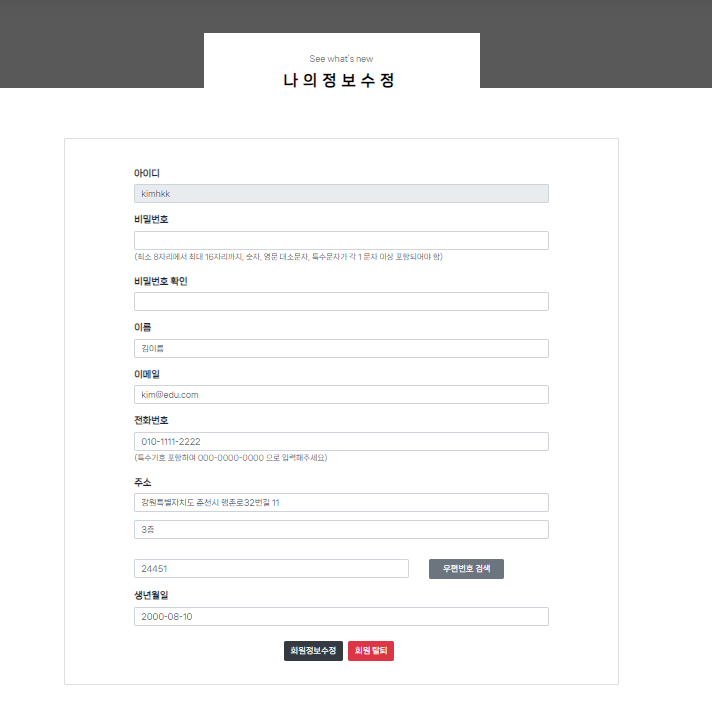 See what's new
나 의 정 보 수 정
아이디
kimhkk
비밀번호
(최소 8자리에서 최대 16자리까지, 숫자, 영문 대소문자, 특수문자가 각 1 문자 이상 포함되어야 함)
비밀번호 확인
이름
김이름
이메일
kim@edu.com
전화번호
010-1111-2222
(특수기호 포함하여 000-0000-0000 으로 입력해주세요)
주소
강원특별자치도 춘천시 행촌로32번길 11
3층
24451
우편번호 검색
생년월일
2000-08-10
회원정보수정
회원 탈퇴